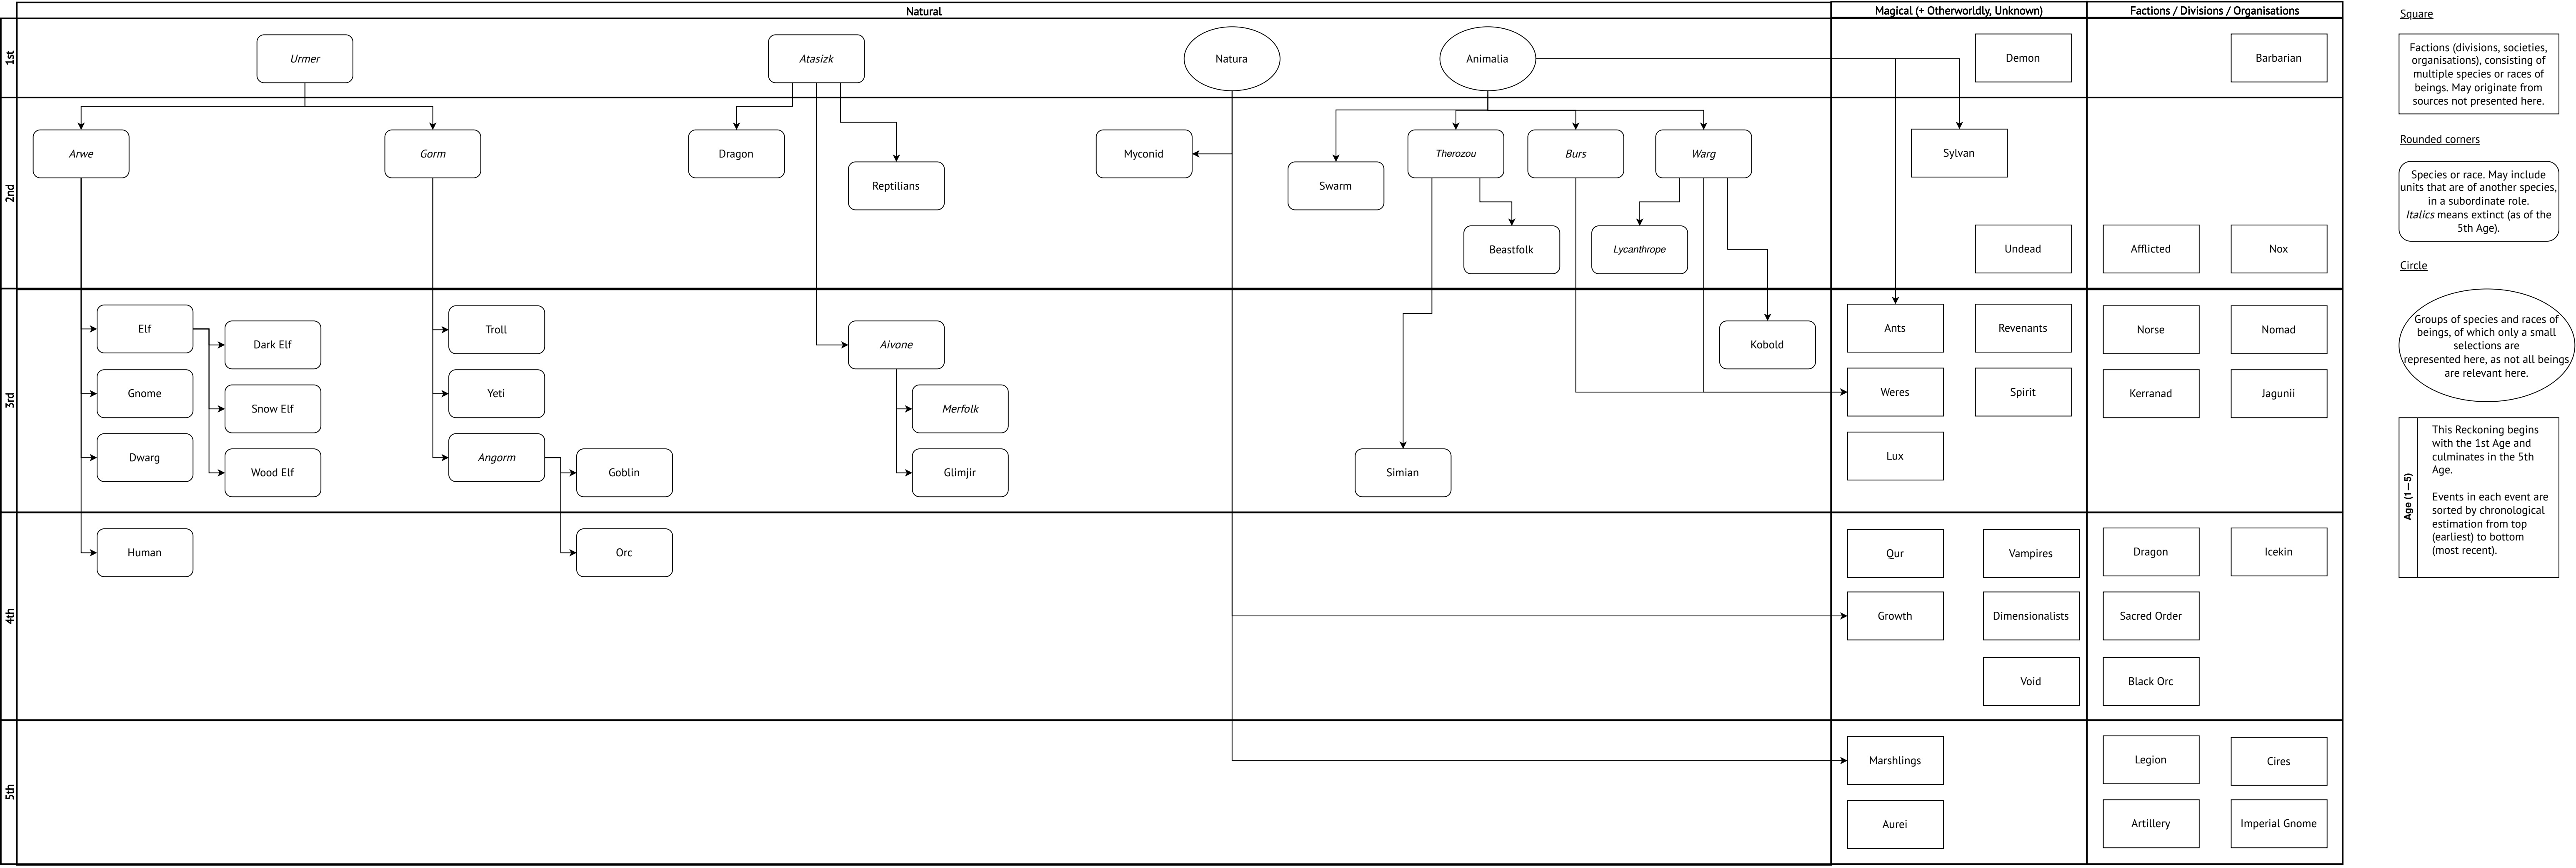 Natural
Magical (+ Otherworldly, Unknown)
Factions / Divisions / Organisations
1st
Urmer
Atasizk
Natura
Animalia
Demon
Barbarian
2nd
Arwe
Gorm
Dragon
Reptilians
Myconid
Swarm
Therozou
Burs
Warg
Beastfolk
Lycanthrope
Sylvan
Undead
Afflicted
Nox
3rd
Elf
Dark Elf
Gnome
Snow Elf
Dwarg
Wood Elf
Troll
Yeti
Angorm
Goblin
Aivone
Merfolk
Glimjir
Simian
Kobold
Ants
Revenants
Weres
Spirit
Lux
Norse
Nomad
Kerranad
Jagunii
4th
Human
Orc
Qur
Vampires
Growth
Dimensionalists
Void
Dragon
Icekin
Sacred Order
Black Orc
5th
Marshlings
Aurei
Legion
Cires
Artillery
Imperial Gnome
Square
Factions (divisions, societies,
organisations), consisting of
multiple species or races of
beings. May originate from
sources not presented here.
Rounded corners
Species or race. May include
units that are of another species,
in a subordinate role.
Italics means extinct (as of the
5th Age).
Circle
Groups of species and races of
beings, of which only a small
selections are
represented here, as not all beings
are relevant here.
Age (1—5)
This Reckoning begins
with the 1st Age and
culminates in the 5th
Age.
Events in each event are
sorted by chronological
estimation from top
(earliest) to bottom
(most recent).